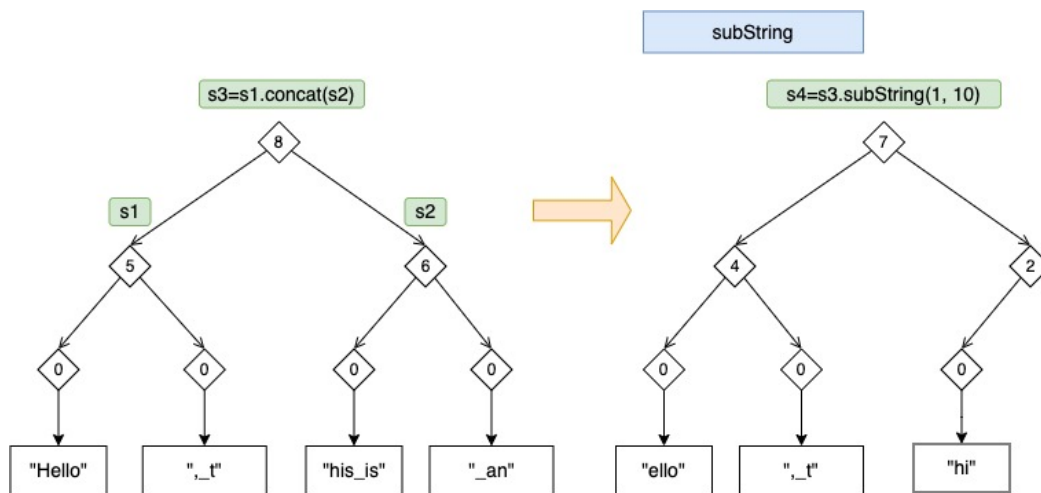 subString
s3=s1.concat(s2)
s4=s3.subString(1, 10)
8
7
s1
s2
5
6
4
2
0
0
0
0
0
0
0
"Hello"
",_t"
"his_is"
"_an"
"ello"
",_t"
"hi"